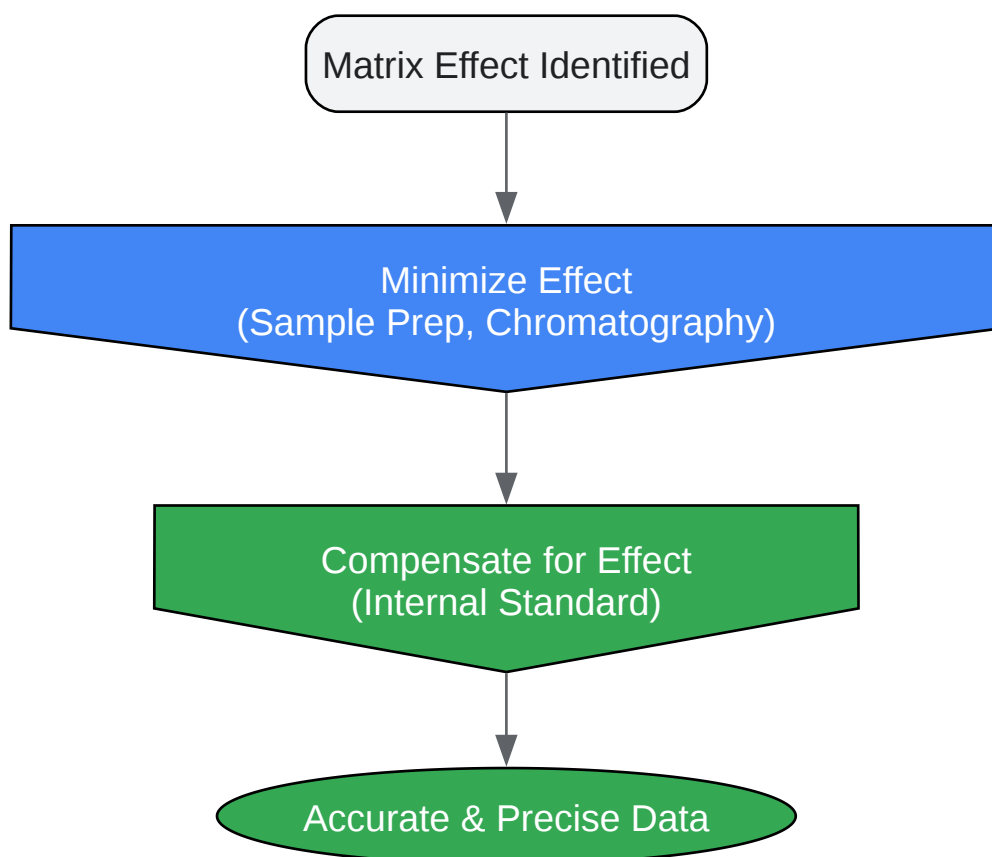 Matrix Effect Identified
Minimize Effect
(Sample Prep, Chromatography)
Compensate for Effect
(Internal Standard)
Accurate & Precise Data